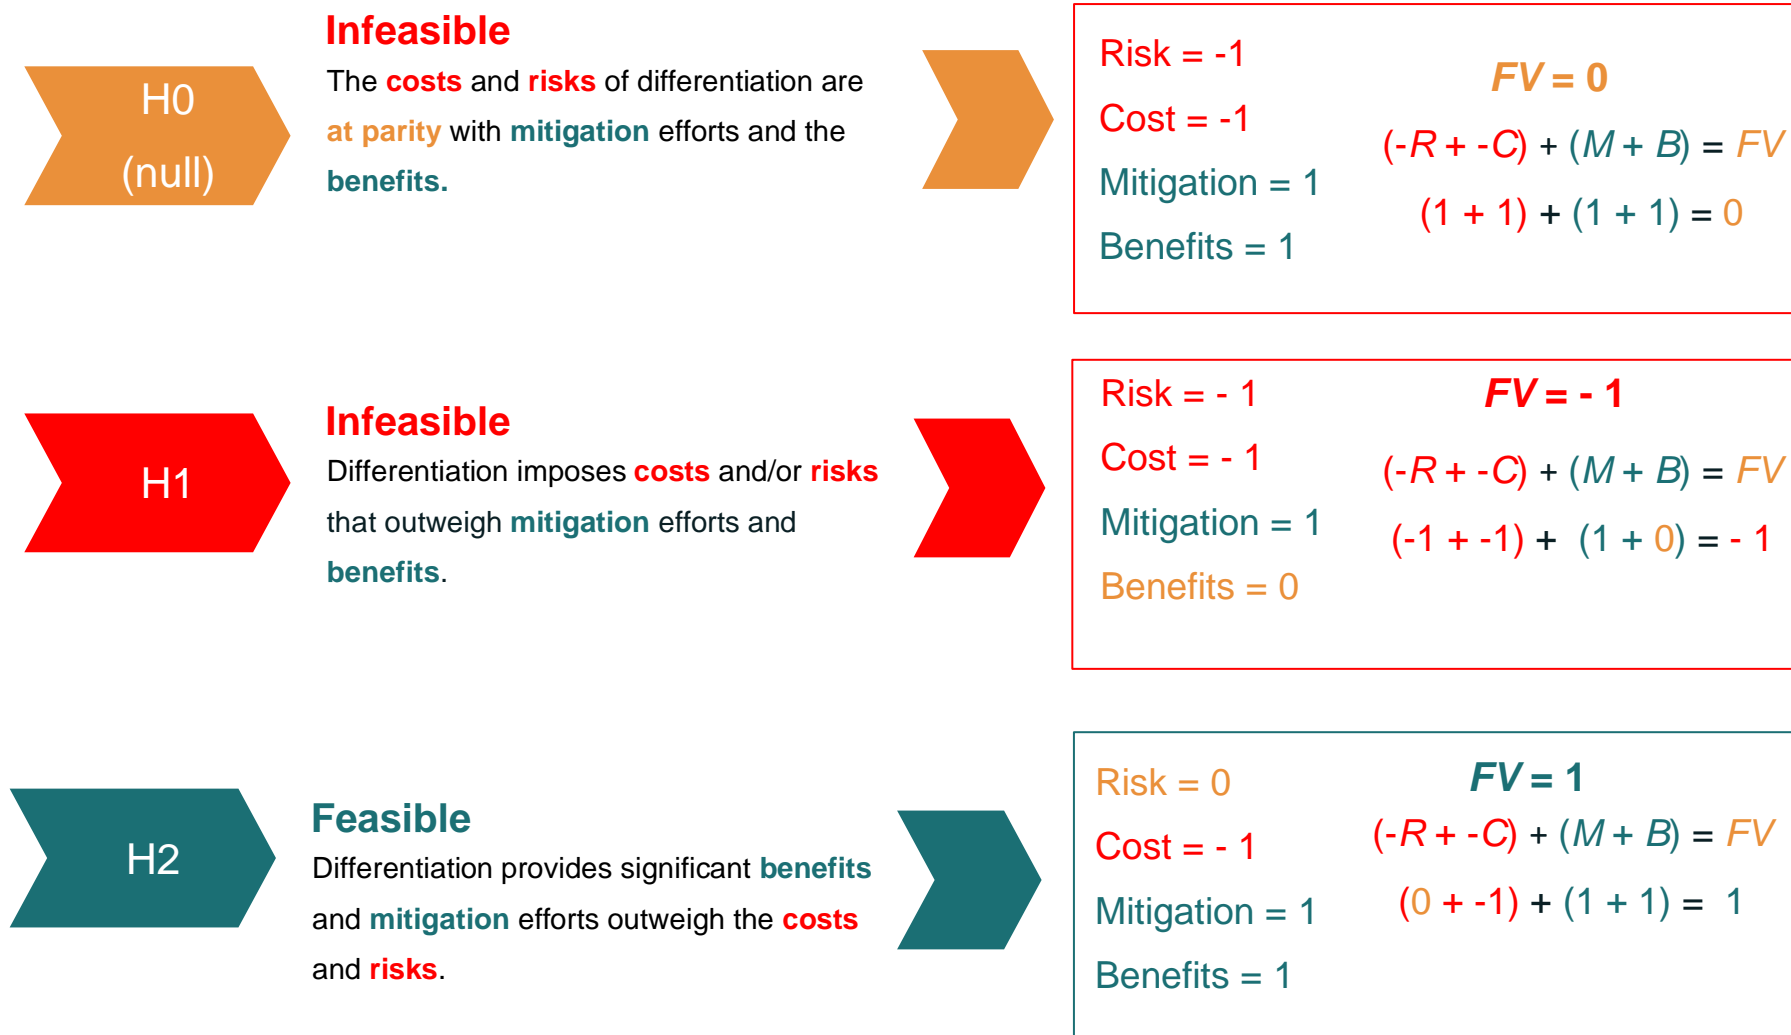 H0
(null)
Infeasible
The costs and risks of differentiation are
at parity with mitigation efforts and the
benefits.
Risk = -1
Cost = -1
Mitigation = 1
Benefits = 1
FV = 0
(-R + -C) + (M + B) = FV
(1 + 1) + (1 + 1) = 0
H1
Infeasible
Differentiation imposes costs and/or risks
that outweigh mitigation efforts and
benefits.
Risk = - 1
Cost = - 1
Mitigation = 1
Benefits = 0
FV = - 1
(-R + -C) + (M + B) = FV
(-1 + -1) + (1 + 0) = - 1
H2
Feasible
Differentiation provides significant benefits
and mitigation efforts outweigh the costs
and risks.
Risk = 0
Cost = - 1
Mitigation = 1
Benefits = 1
FV = 1
(-R + -C) + (M + B) = FV
(0 + -1) + (1 + 1) = 1